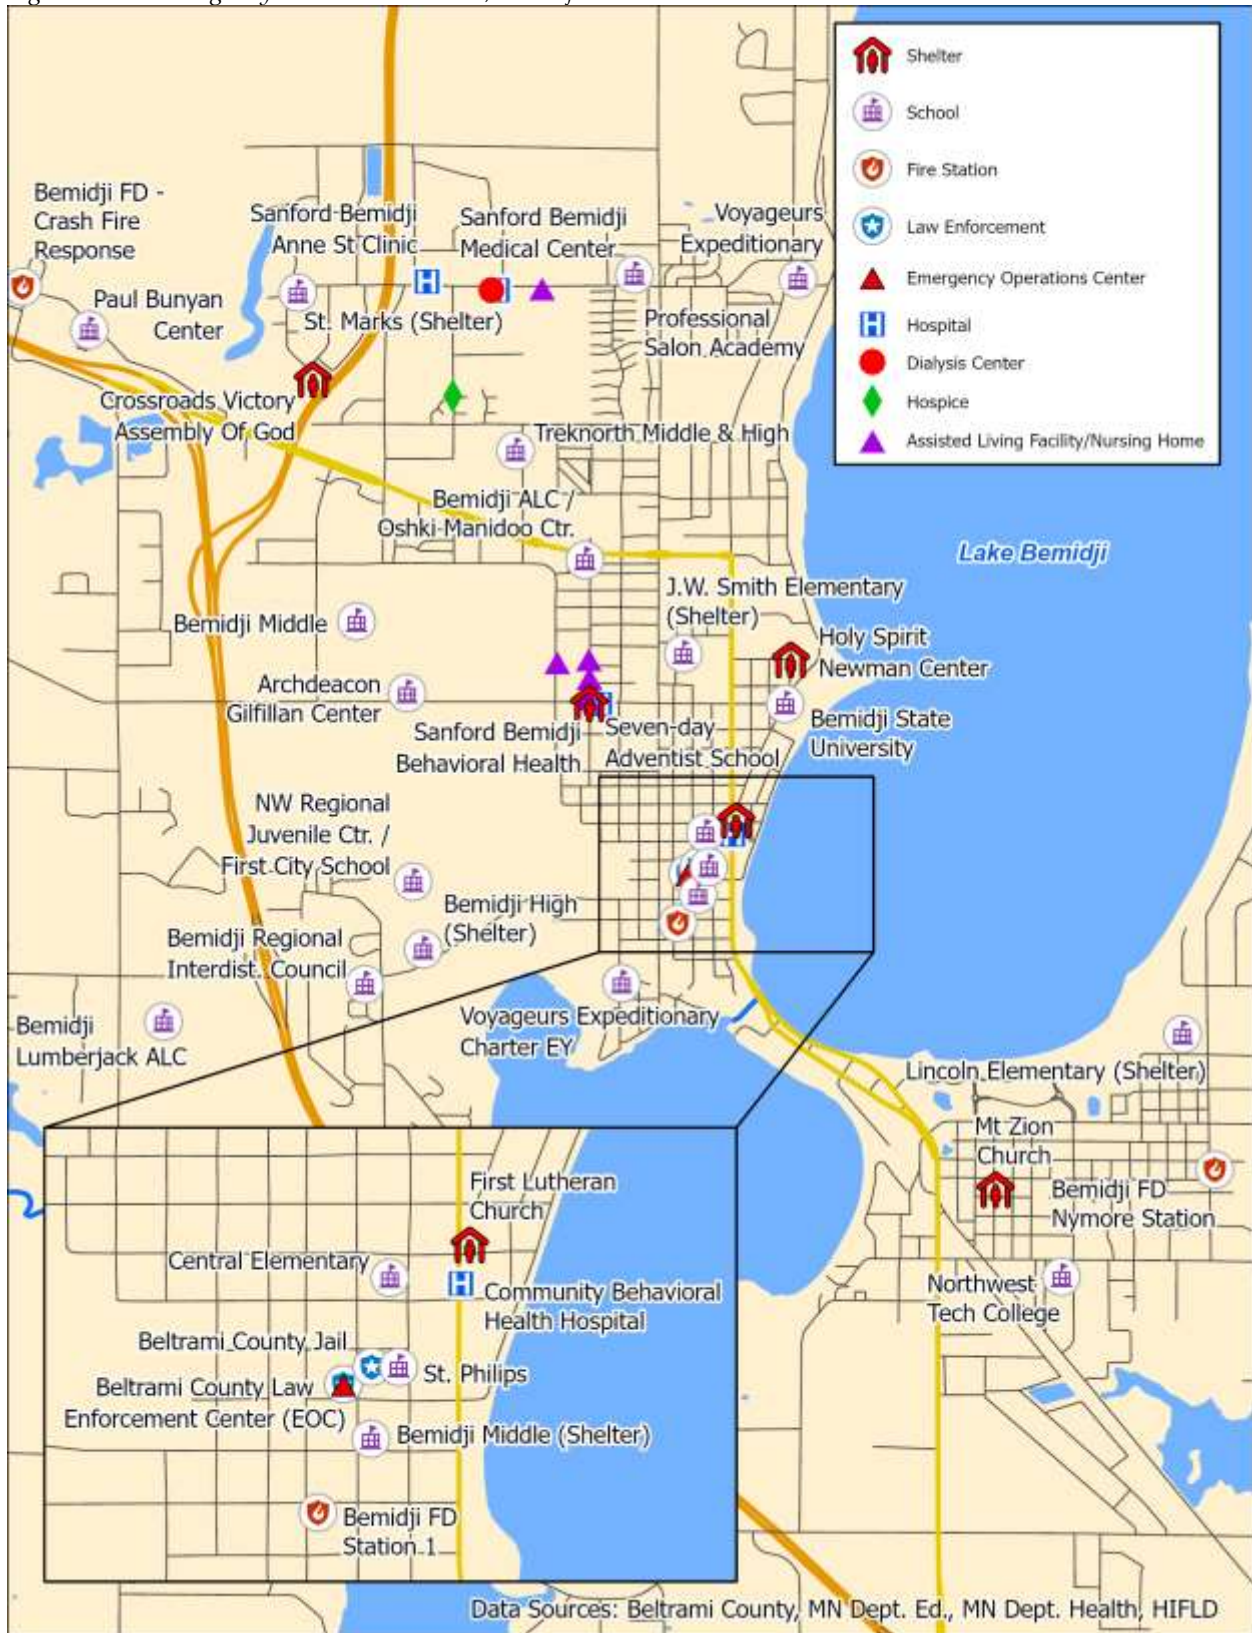 Shelter
School
Fire Station
Law Enforcement
Emergency Operations Center
Hospital
Dialysis Center
Hospice
Assisted Living Facility/Nursing Home
Bemidji FD -
Crash Fire
Response
Sanford-Bemidji
Anne St Clinic
Sanford Bemidji
Medical Center
Voyageurs
Expeditionary
Paul Bunyan
Center
St. Marks (Shelter)
Professional
Salon Academy
Crossroads Victory
Assembly Of God
Treknorth Middle & High
Bemidji ALC /
Oshki-Manidoo Ctr.
Lake Bemidji
J.W. Smith Elementary
(Shelter)
Bemidji Middle
Holy Spirit
Newman Center
Archdeacon
Gilfillan Center
Sanford Bemidji
Behavioral Health
Seven-day
Adventist School
Bemidji State
University
NW Regional
Juvenile Ctr. /
First City School
Bemidji High
(Shelter)
Bemidji Regional
Interdist. Council
Bemidji
Lumberjack ALC
Voyageurs Expeditionary
Charter EY
Lincoln Elementary (Shelter)
Mt Zion
Church
Bemidji FD
Nymore Station
Northwest
Tech College
First Lutheran
Church
Central Elementary
Community Behavioral
Health Hospital
Beltrami County Jail
St. Philips
Beltrami County Law
Enforcement Center (EOC)
Bemidji Middle (Shelter)
Bemidji FD
Station 1
Data Sources: Beltrami County, MN Dept. Ed., MN Dept. Health, HIFLD